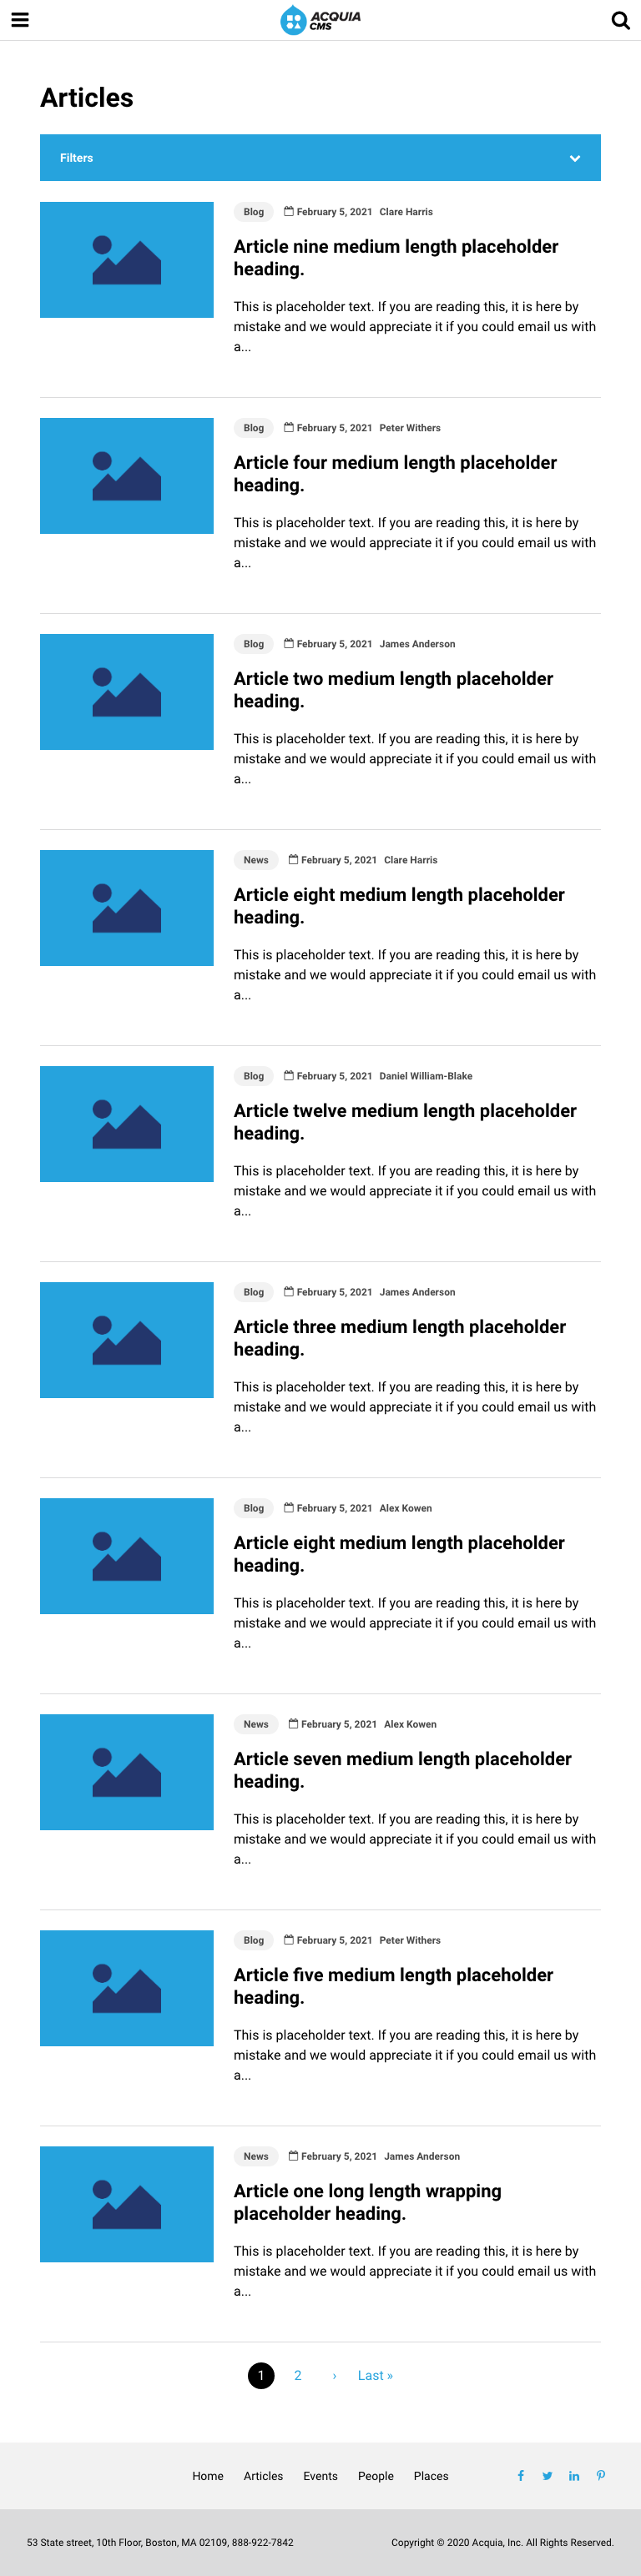 ACQUIA
CMS
Articles
Filters
Blog February 5, 2021 Clare Harris
Article nine medium length placeholder
heading.
This is placeholder text. If you are reading this, it is here by
mistake and we would appreciate it if you could email us with
a...
Blog February 5, 2021 Peter Withers
Article four medium length placeholder
heading.
This is placeholder text. If you are reading this, it is here by
mistake and we would appreciate it if you could email us with
a...
Blog February 5, 2021 James Anderson
Article two medium length placeholder
heading.
This is placeholder text. If you are reading this, it is here by
mistake and we would appreciate it if you could email us with
a...
News February 5, 2021 Clare Harris
Article eight medium length placeholder
heading.
This is placeholder text. If you are reading this, it is here by
mistake and we would appreciate it if you could email us with
a...
Blog February 5, 2021 Daniel William-Blake
Article twelve medium length placeholder
heading.
This is placeholder text. If you are reading this, it is here by
mistake and we would appreciate it if you could email us with
a...
Blog February 5, 2021 James Anderson
Article three medium length placeholder
heading.
This is placeholder text. If you are reading this, it is here by
mistake and we would appreciate it if you could email us with
a...
Blog February 5, 2021 Alex Kowen
Article eight medium length placeholder
heading.
This is placeholder text. If you are reading this, it is here by
mistake and we would appreciate it if you could email us with
a...
News February 5, 2021 Alex Kowen
Article seven medium length placeholder
heading.
This is placeholder text. If you are reading this, it is here by
mistake and we would appreciate it if you could email us with
a...
Blog February 5, 2021 Peter Withers
Article five medium length placeholder
heading.
This is placeholder text. If you are reading this, it is here by
mistake and we would appreciate it if you could email us with
a...
News February 5, 2021 James Anderson
Article one long length wrapping
placeholder heading.
This is placeholder text. If you are reading this, it is here by
mistake and we would appreciate it if you could email us with
a...
1 2 › Last »
Home Articles Events People Places
53 State street, 10th Floor, Boston, MA 02109, 888-922-7842 Copyright © 2020 Acquia, Inc. All Rights Reserved.